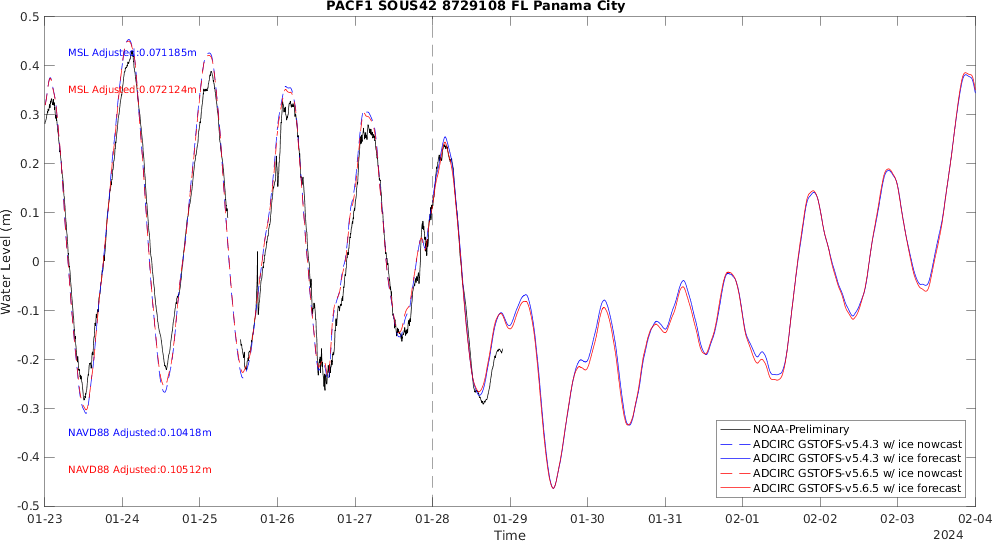 PACF1 SOUS42 8729108 FL Panama City
0.5
0.4
0.3
0.2
0.1
0
-0.1
-0.2
-0.3
-0.4
-0.5
Water Level (m)
MSL Adjusted:0.071185m
MSL Adjusted:0.072124m
NAVD88 Adjusted:0.10418m
NAVD88 Adjusted:0.10512m
NOAA-Preliminary
ADCIRC GSTOFS-v5.4.3 w/ ice nowcast
ADCIRC GSTOFS-v5.4.3 w/ ice forecast
ADCIRC GSTOFS-v5.6.5 w/ ice nowcast
ADCIRC GSTOFS-v5.6.5 w/ ice forecast
01-23 01-24 01-25 01-26 01-27 01-28 01-29 01-30 01-31 02-01 02-02 02-03 02-04
Time
2024